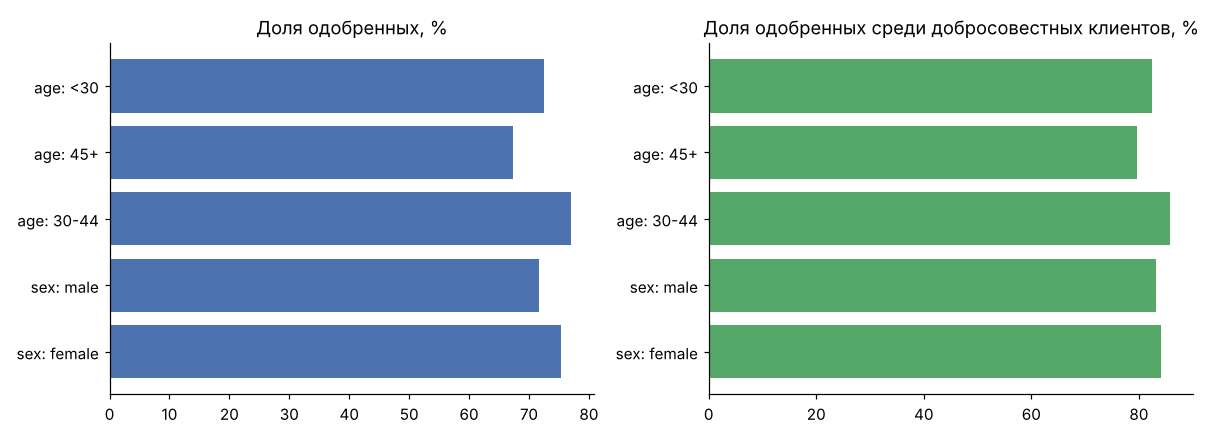 Доля одобренных, %
age: <30
age: 45+
age: 30-44
sex: male
sex: female
0 10 20 30 40 50 60 70 80
Доля одобренных среди добросовестных клиентов, %
age: <30
age: 45+
age: 30-44
sex: male
sex: female
0 20 40 60 80